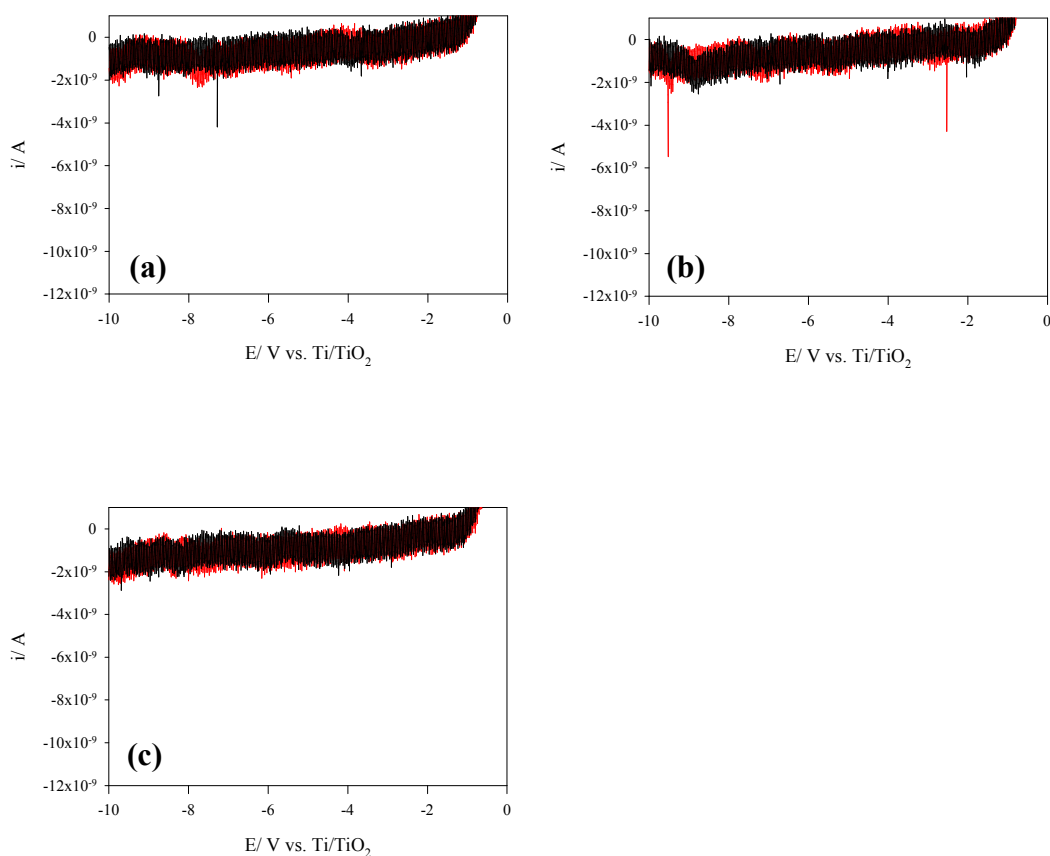 0
-2x10⁻⁹
-4x10⁻⁹
-6x10⁻⁹
-8x10⁻⁹
-10x10⁻⁹
-12x10⁻⁹
i/ A
(a)
-10 -8 -6 -4 -2 0
E/ V vs. Ti/TiO₂
0
-2x10⁻⁹
-4x10⁻⁹
-6x10⁻⁹
-8x10⁻⁹
-10x10⁻⁹
-12x10⁻⁹
i/ A
(b)
-10 -8 -6 -4 -2 0
E/ V vs. Ti/TiO₂
0
-2x10⁻⁹
-4x10⁻⁹
-6x10⁻⁹
-8x10⁻⁹
-10x10⁻⁹
-12x10⁻⁹
i/ A
(c)
-10 -8 -6 -4 -2 0
E/ V vs. Ti/TiO₂